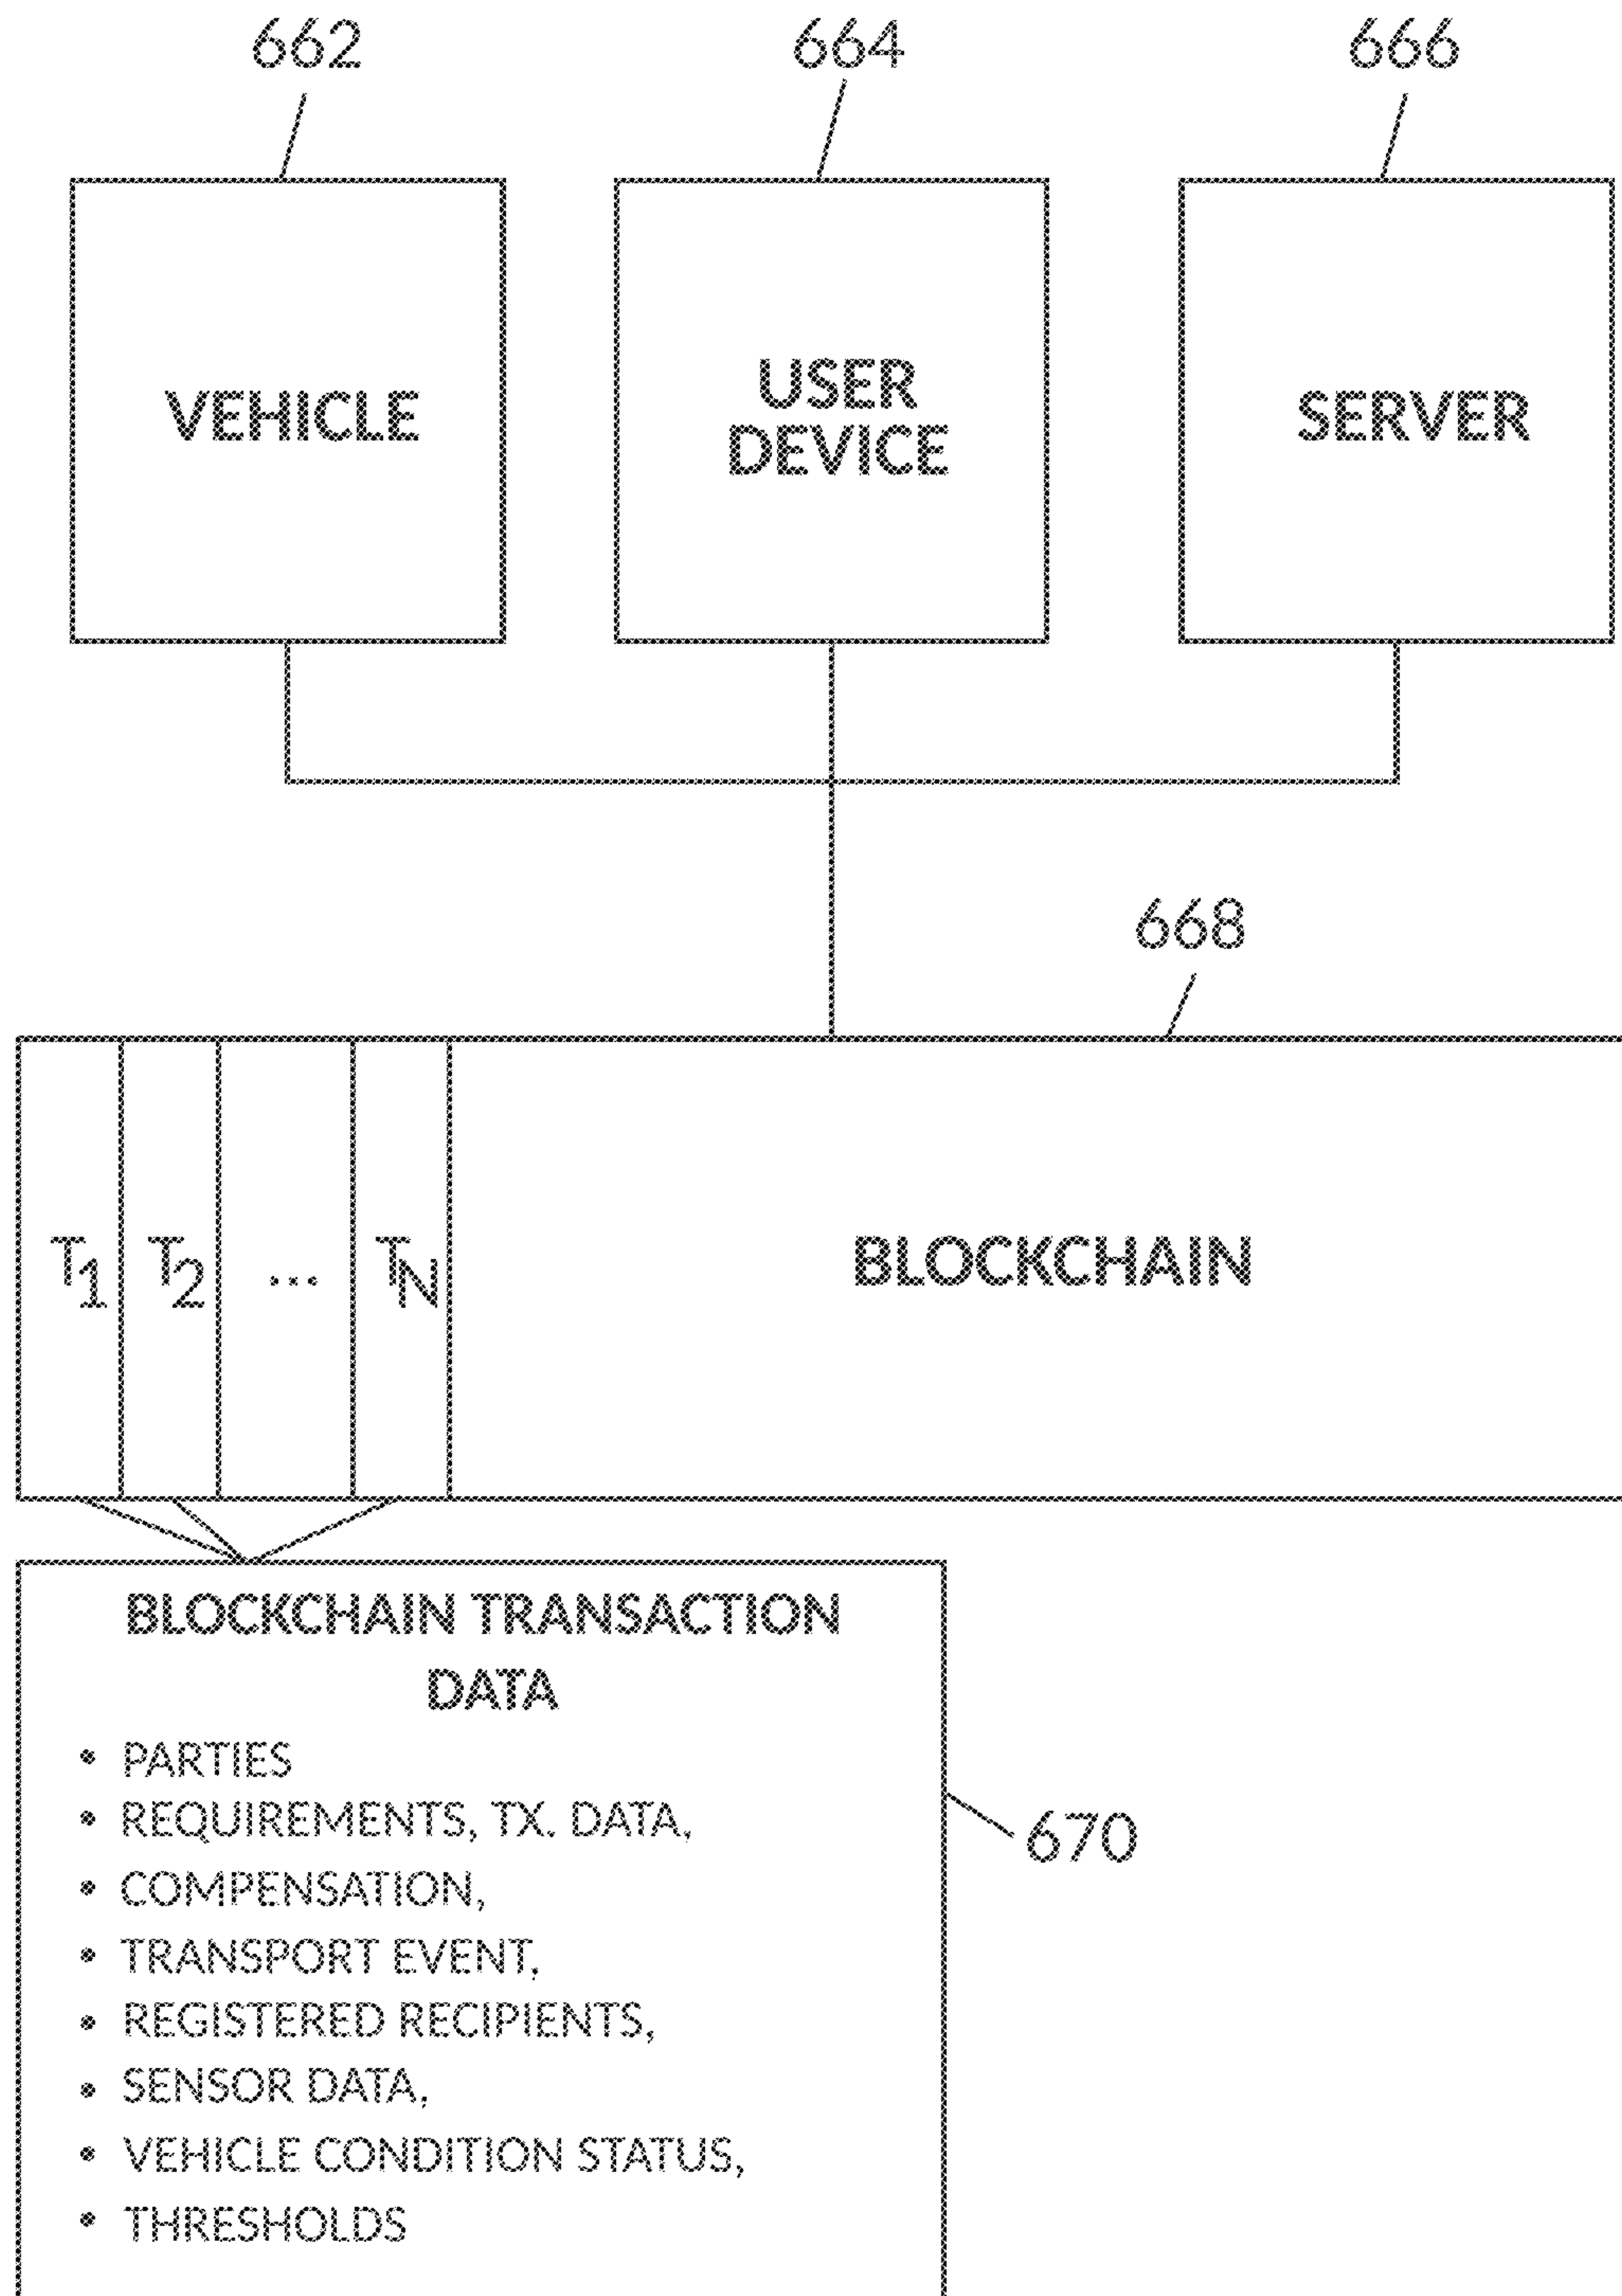 662 664 666
VEHICLE
USER
DEVICE
SERVER
668
T1 T2 ... TN BLOCKCHAIN
BLOCKCHAIN TRANSACTION
DATA
• PARTIES
• REQUIREMENTS, TX. DATA,
• COMPENSATION,
• TRANSPORT EVENT,
• REGISTERED RECIPIENTS,
• SENSOR DATA,
• VEHICLE CONDITION STATUS,
• THRESHOLDS
670